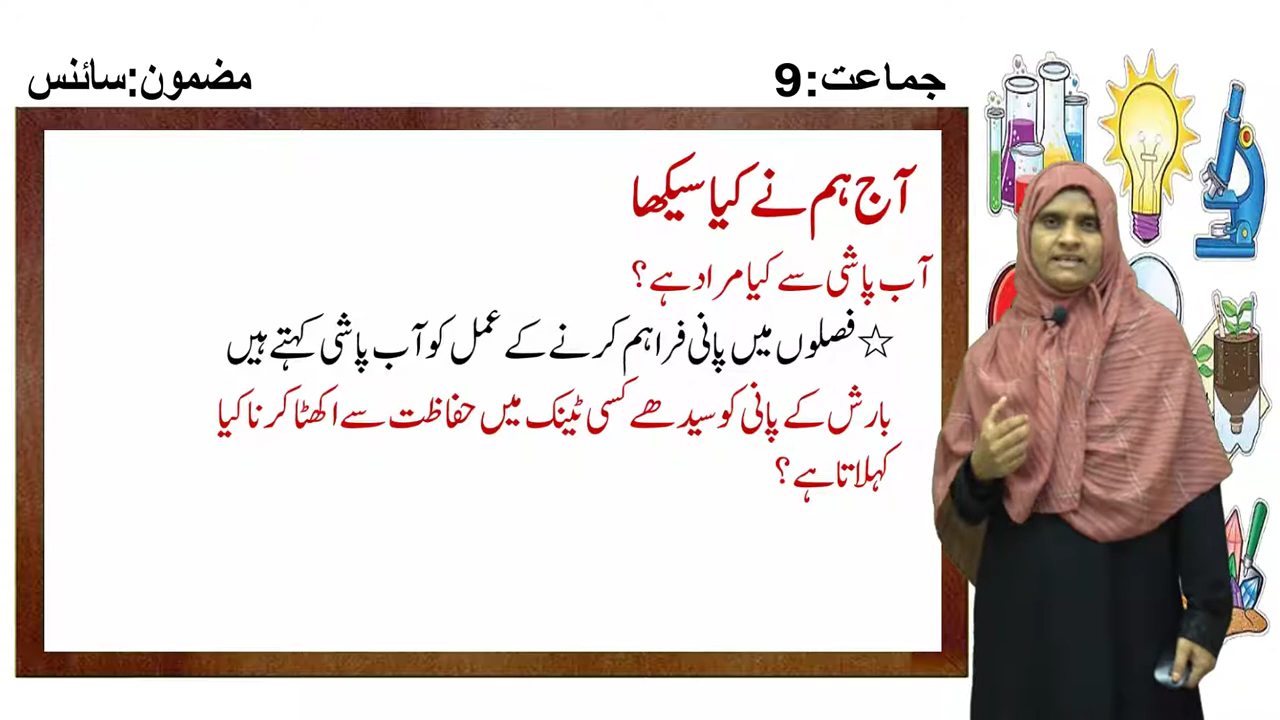 جماعت:9
مضمون:سائنس
آج ہم نے کیا سیکھا
آب پاشی سے کیا مراد ہے؟
☆ فصلوں میں پانی فراہم کرنے کے عمل کو آب پاشی کہتے ہیں
بارش کے پانی کو سیدھے کسی ٹینک میں حفاظت سے اکھٹا کرنا کیا
کہلاتا ہے؟